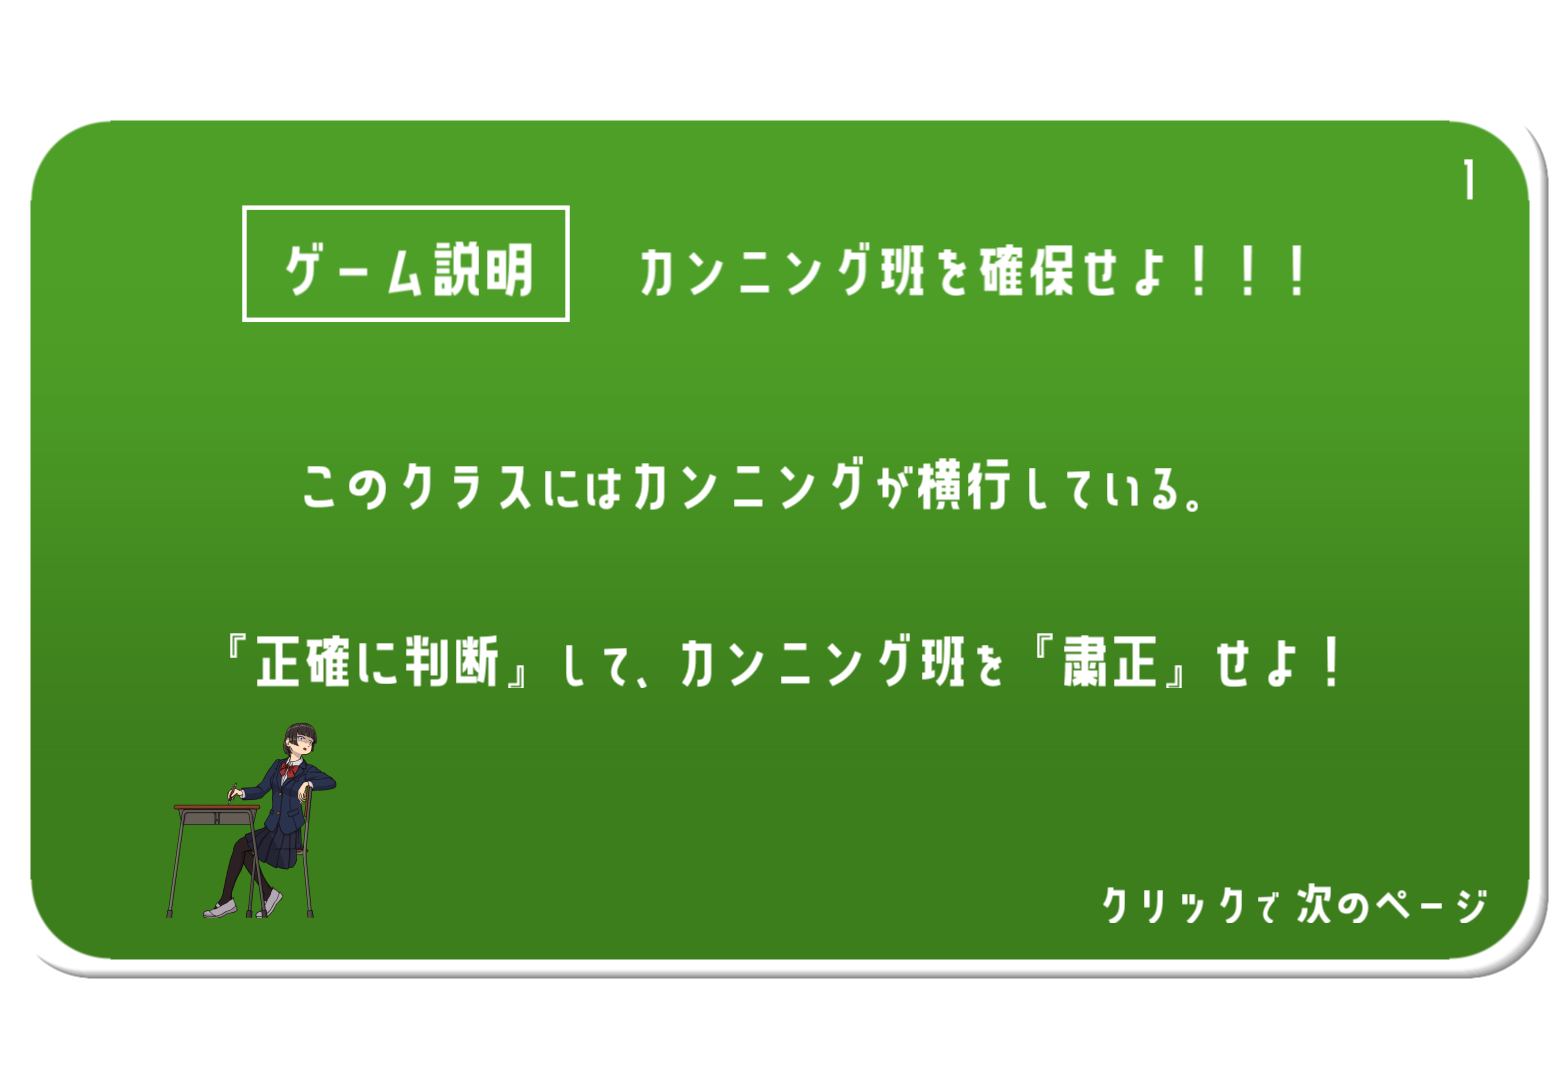 1
ゲーム説明 カンニング班を確保せよ！！！
このクラスにはカンニングが横行している。
『正確に判断』して、カンニング班を『粛正』せよ！
クリックで 次のページ